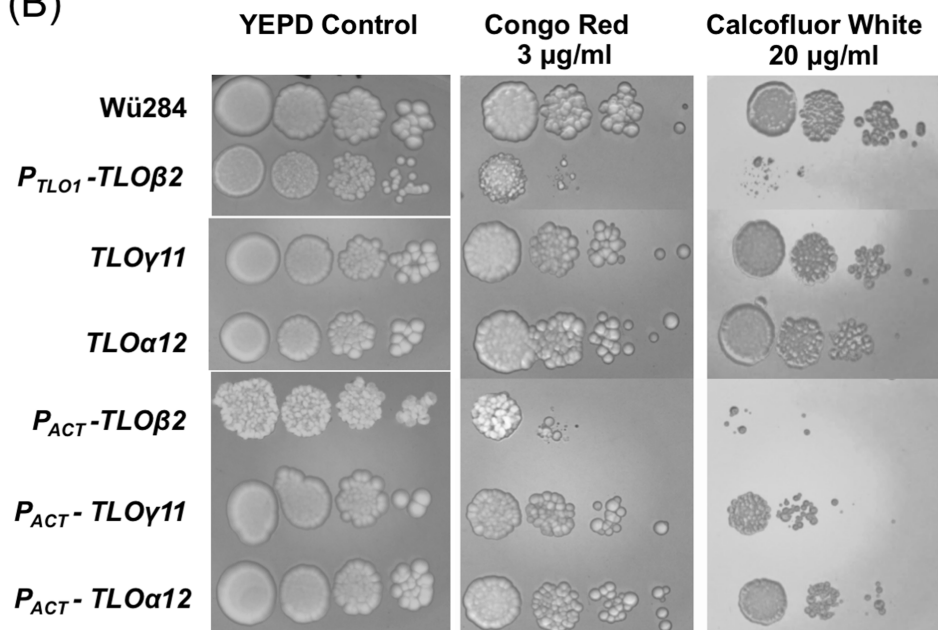 (B)
YEPD Control
Congo Red
3 µg/ml
Calcofluor White
20 µg/ml
Wü284
P_TLO1 -TLOβ2
TLOγ11
TLOα12
P_ACT -TLOβ2
P_ACT - TLOγ11
P_ACT - TLOα12